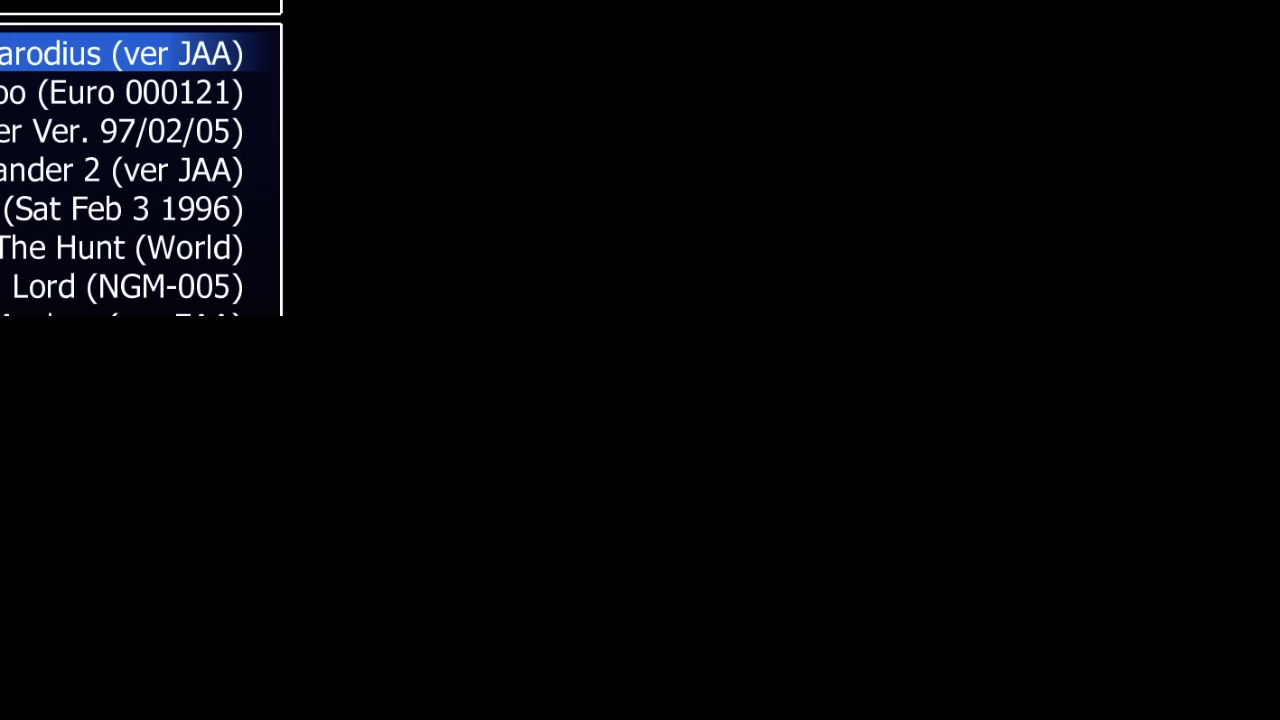 arodius (ver JAA)
oo (Euro 000121)
er Ver. 97/02/05)
ander 2 (ver JAA)
(Sat Feb 3 1996)
The Hunt (World)
Lord (NGM-005)